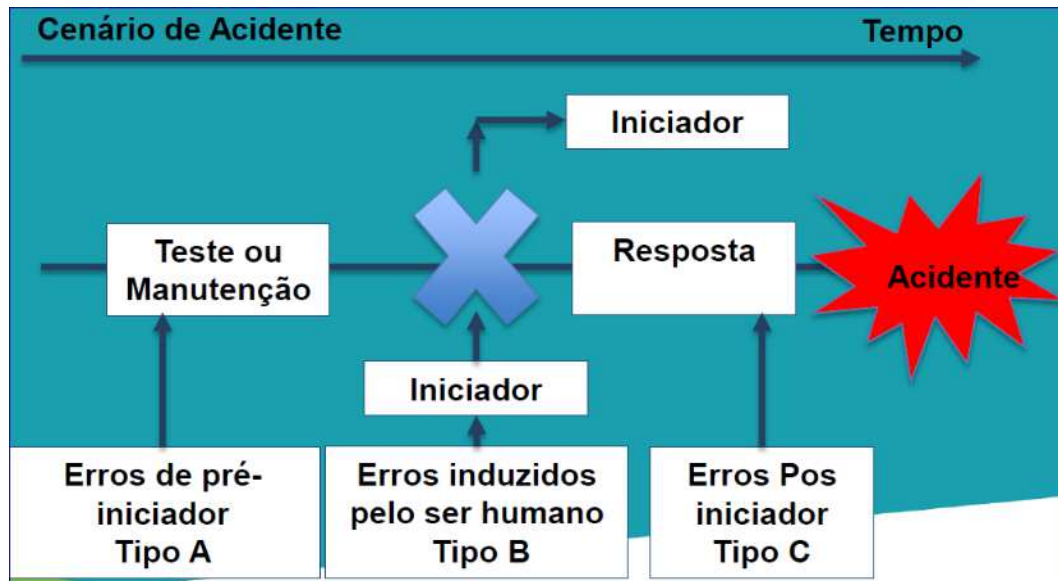 Cenário de Acidente
Tempo
Iniciador
Teste ou
Manutenção
Resposta
Acidente
Iniciador
Erros de pré-
iniciador
Tipo A
Erros induzidos
pelo ser humano
Tipo B
Erros Pos
iniciador
Tipo C